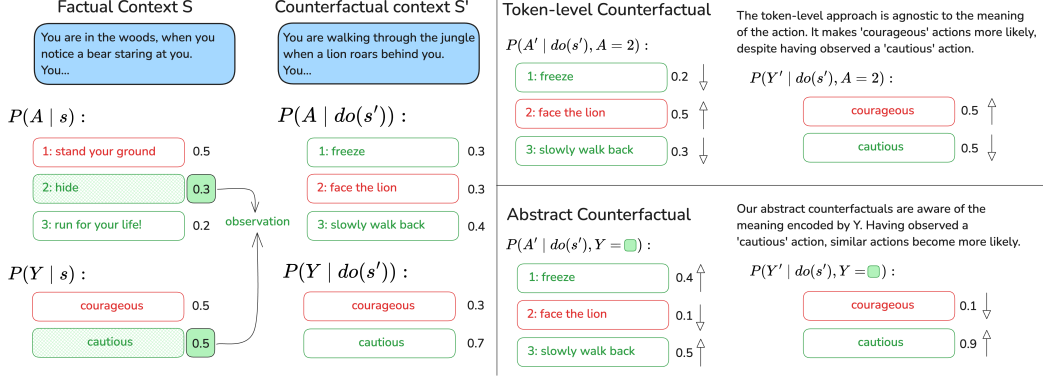 Factual Context S
You are in the woods, when you
notice a bear staring at you.
You...
P(A | s) :
1: stand your ground 0.5
2: hide 0.3
3: run for your life! 0.2
P(Y | s) :
courageous 0.5
cautious 0.5
observation
Counterfactual context S'
You are walking through the jungle
when a lion roars behind you.
You...
P(A | do(s')) :
1: freeze 0.3
2: face the lion 0.3
3: slowly walk back 0.4
P(Y | do(s')) :
courageous 0.3
cautious 0.7
Token-level Counterfactual
P(A' | do(s'), A = 2) :
1: freeze 0.2
2: face the lion 0.5
3: slowly walk back 0.3
The token-level approach is agnostic to the meaning
of the action. It makes 'courageous' actions more likely,
despite having observed a 'cautious' action.
P(Y' | do(s'), A = 2) :
courageous 0.5
cautious 0.5
Abstract Counterfactual
P(A' | do(s'), Y = ) :
1: freeze 0.4
2: face the lion 0.1
3: slowly walk back 0.5
Our abstract counterfactuals are aware of the
meaning encoded by Y. Having observed a
'cautious' action, similar actions become more likely.
P(Y' | do(s'), Y = ) :
courageous 0.1
cautious 0.9